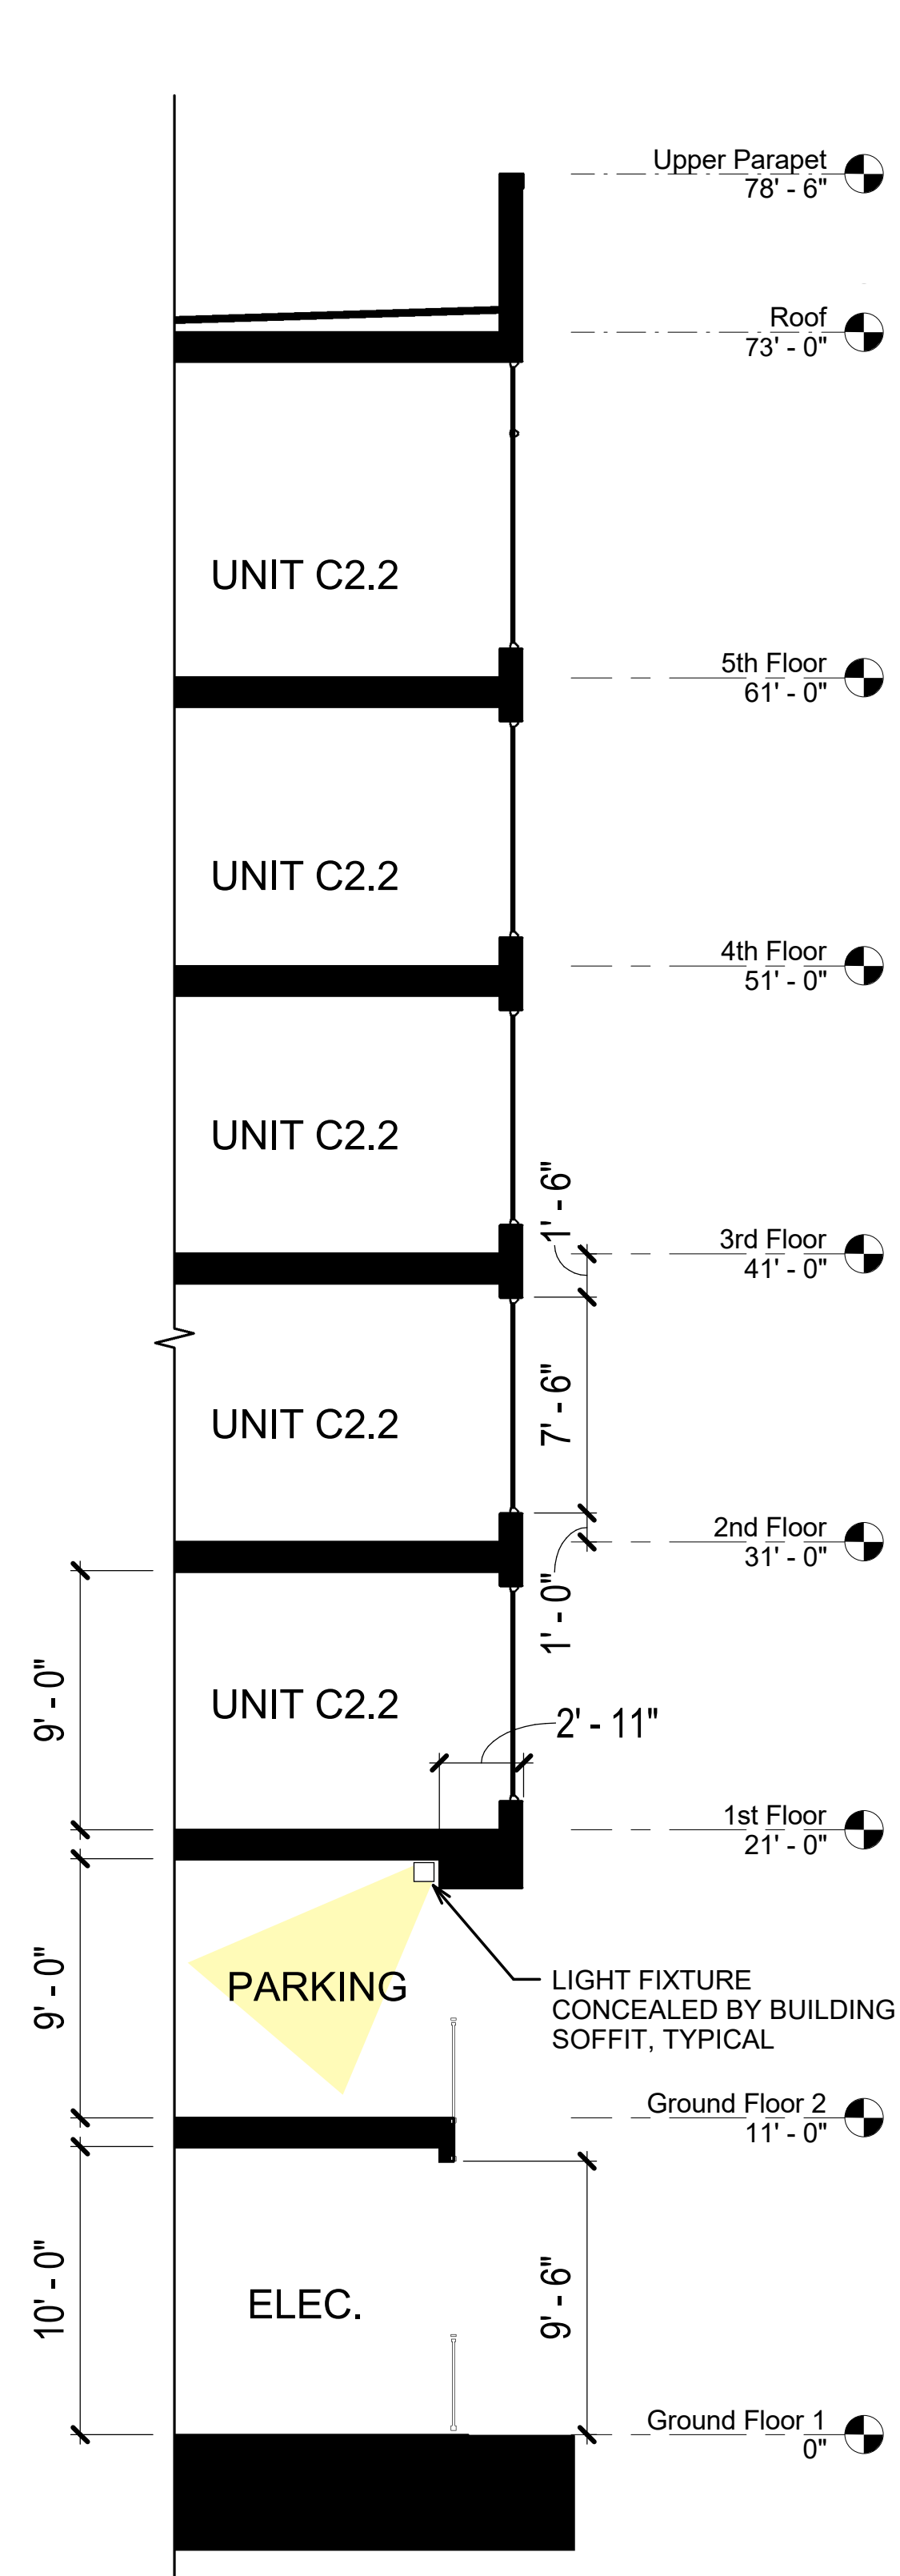 Upper Parapet
78' - 6"
Roof
73' - 0"
UNIT C2.2
5th Floor
61' - 0"
UNIT C2.2
4th Floor
51' - 0"
UNIT C2.2
1' - 6"
3rd Floor
41' - 0"
7' - 6"
UNIT C2.2
2nd Floor
31' - 0"
1' - 0"
9' - 0"
UNIT C2.2
2' - 11"
1st Floor
21' - 0"
9' - 0"
PARKING
LIGHT FIXTURE
CONCEALED BY BUILDING
SOFFIT, TYPICAL
Ground Floor 2
11' - 0"
10' - 0"
ELEC.
9' - 6"
Ground Floor 1
0"